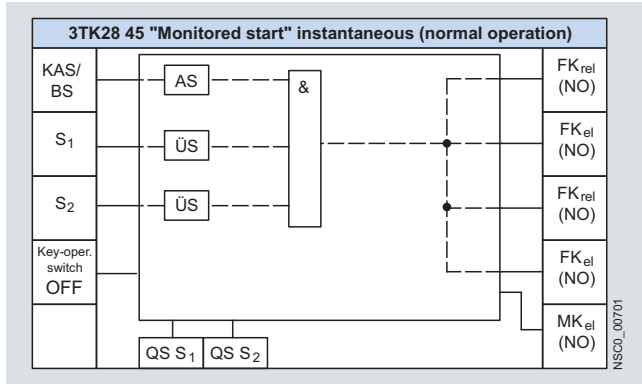 3TK28 45 "Monitored start" instantaneous (normal operation)
KAS/
BS
AS
&
FKrel
(NO)
S1
ÜS
FKel
(NO)
S2
ÜS
FKrel
(NO)
Key-oper.
switch
OFF
FKel
(NO)
QS S1
QS S2
MKel
(NO)
NSC0_00701